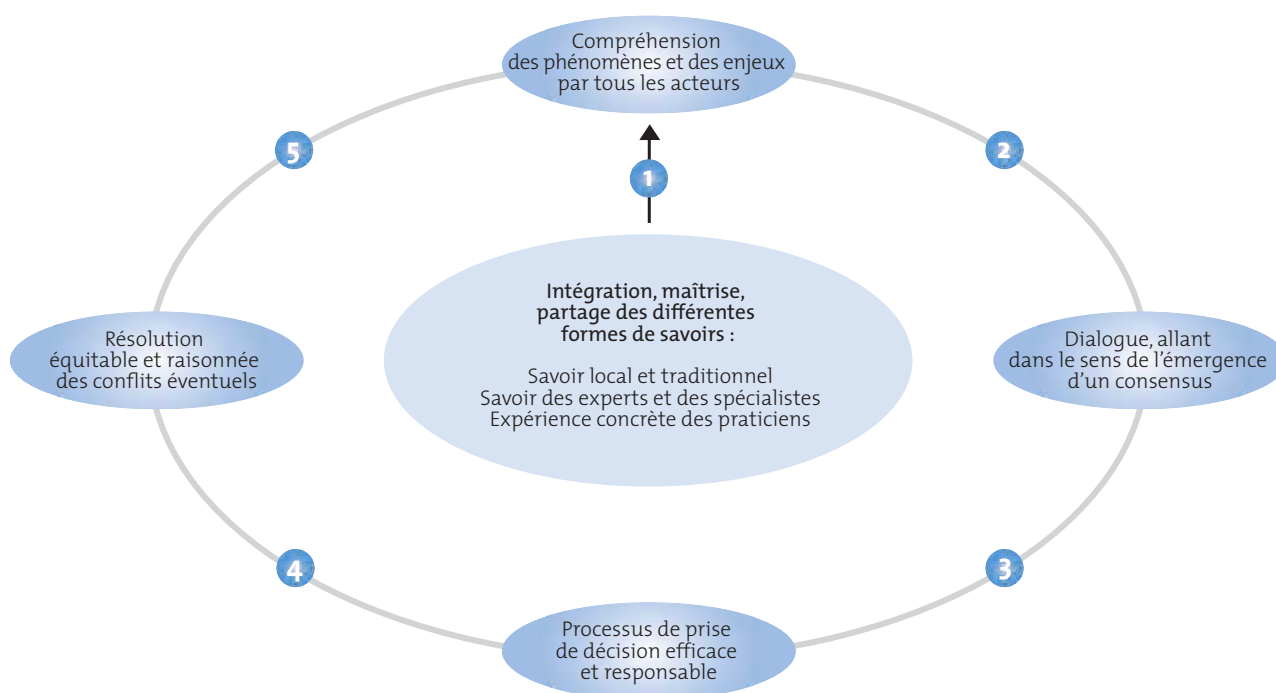 Compréhension
des phénomènes et des enjeux
par tous les acteurs
5
2
1
Intégration, maîtrise,
partage des différentes
formes de savoirs :
Savoir local et traditionnel
Savoir des experts et des spécialistes
Expérience concrète des praticiens
Résolution
équitable et raisonnée
des conflits éventuels
Dialogue, allant
dans le sens de l’émergence
d’un consensus
4
3
Processus de prise
de décision efficace
et responsable